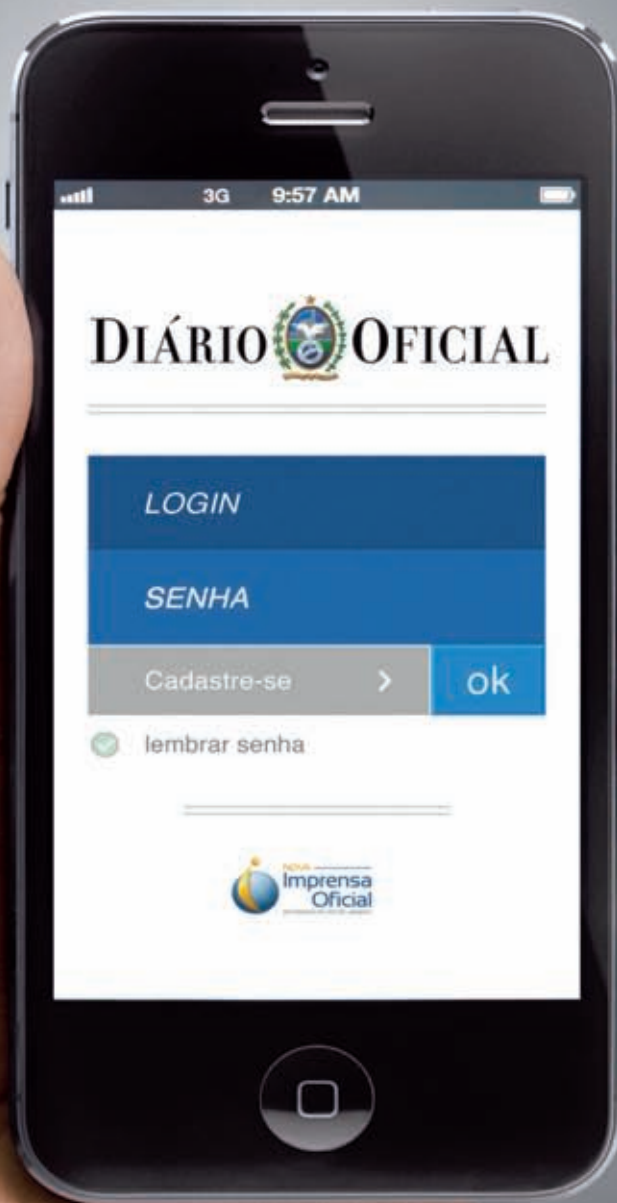 3G 9:57 AM
DIÁRIO OFICIAL
LOGIN
SENHA
Cadastre-se > ok
lembrar senha
NOVA
Imprensa
Oficial